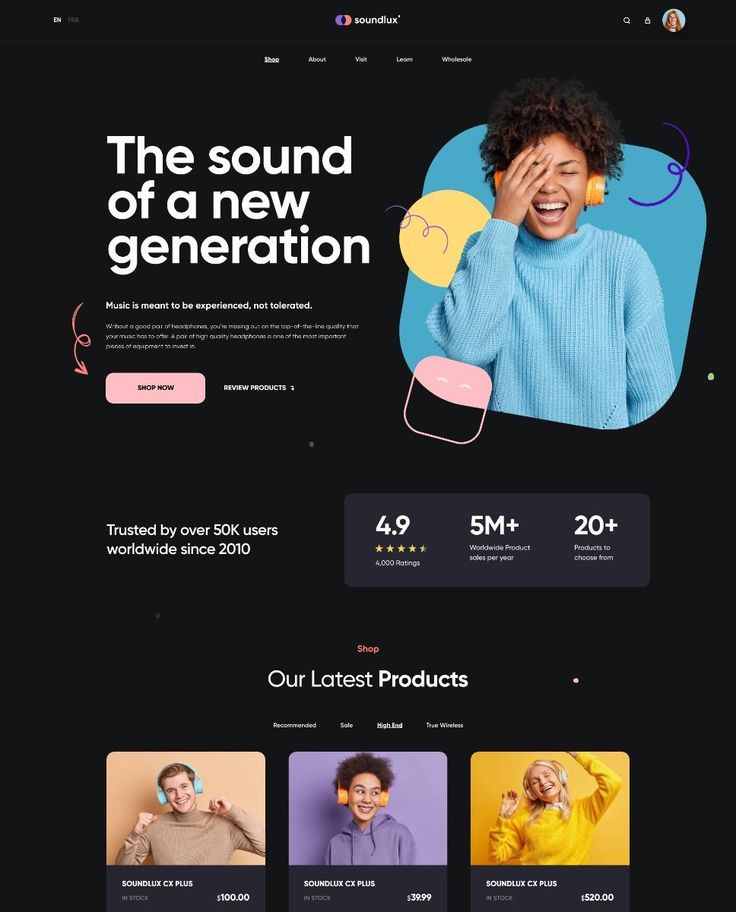 EN FRA
soundlux
Shop About Visit Learn Wholesale
The sound
of a new
generation
Music is meant to be experienced, not tolerated.
Without a good pair of headphones, you're missing out on the top-of-the-line quality that
your music has to offer. A pair of high quality headphones is one of the most important
pieces of equipment to invest in.
SHOP NOW
REVIEW PRODUCTS
Trusted by over 50K users
worldwide since 2010
4.9
4,000 Ratings
5M+
Worldwide Product
sales per year
20+
Products to
choose from
Shop
Our Latest Products
Recommended Sale High End True Wireless
SOUNDLUX CX PLUS
IN STOCK $100.00
SOUNDLUX CX PLUS
IN STOCK $39.99
SOUNDLUX CX PLUS
IN STOCK $520.00